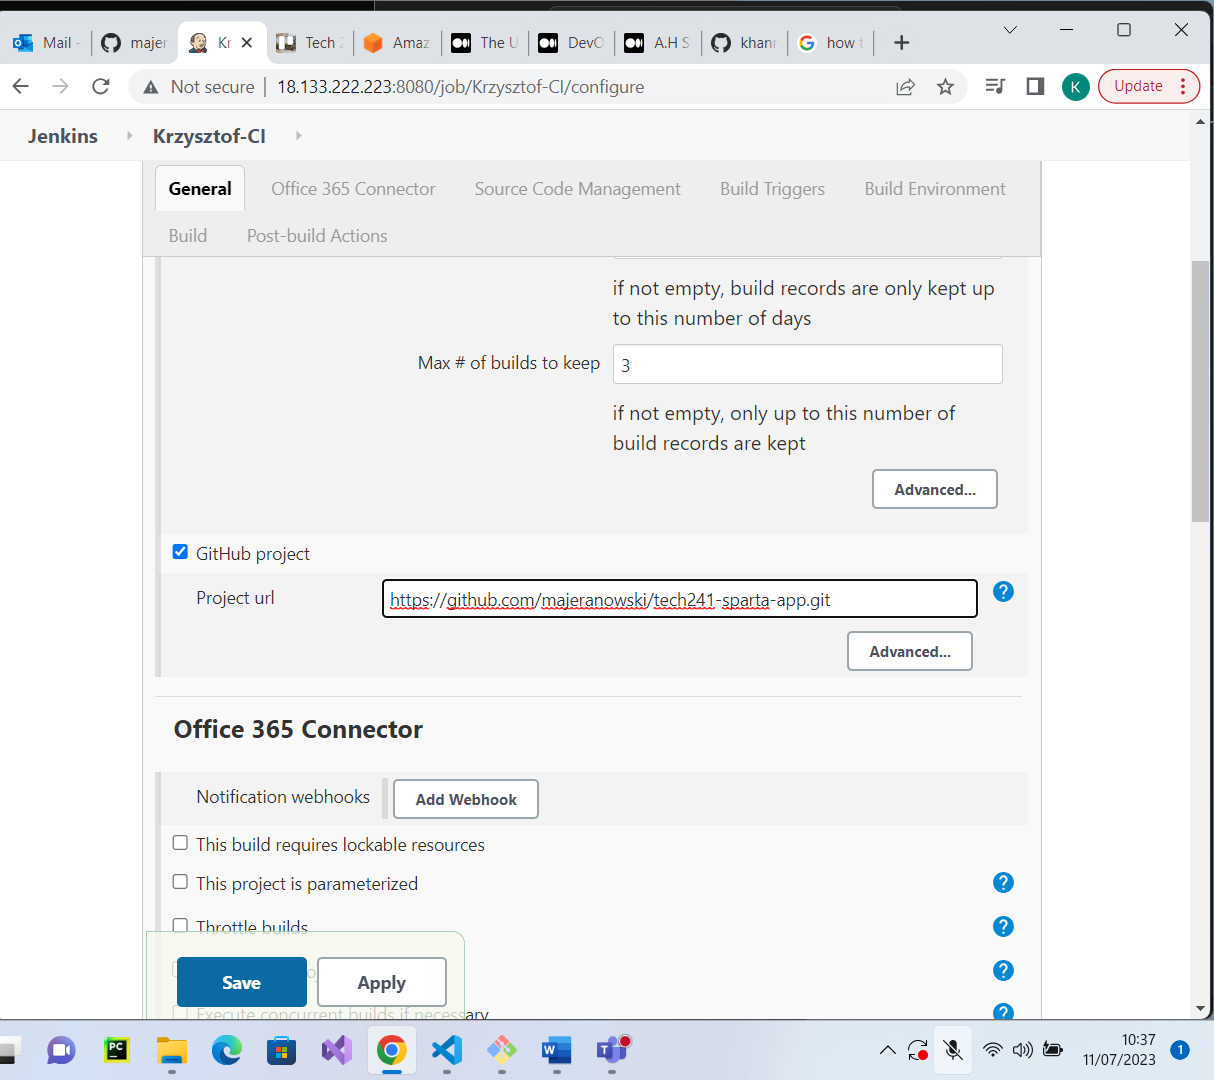 Mail
majer
Kr
Tech 2
Amaz
The U
DevO
A.H S
khann
how t
Not secure
18.133.222.223:8080/job/Krzysztof-CI/configure
K
Update
Jenkins
Krzysztof-CI
General
Office 365 Connector
Source Code Management
Build Triggers
Build Environment
Build
Post-build Actions
if not empty, build records are only kept up
to this number of days
Max # of builds to keep
3
if not empty, only up to this number of
build records are kept
Advanced...
GitHub project
Project url
https://github.com/majeranowski/tech241-sparta-app.git
?
Advanced...
Office 365 Connector
Notification webhooks
Add Webhook
This build requires lockable resources
This project is parameterized
?
Throttle builds
?
?
Save
Apply
Execute concurrent builds if necessary
?
PC
W
10:37
11/07/2023
1